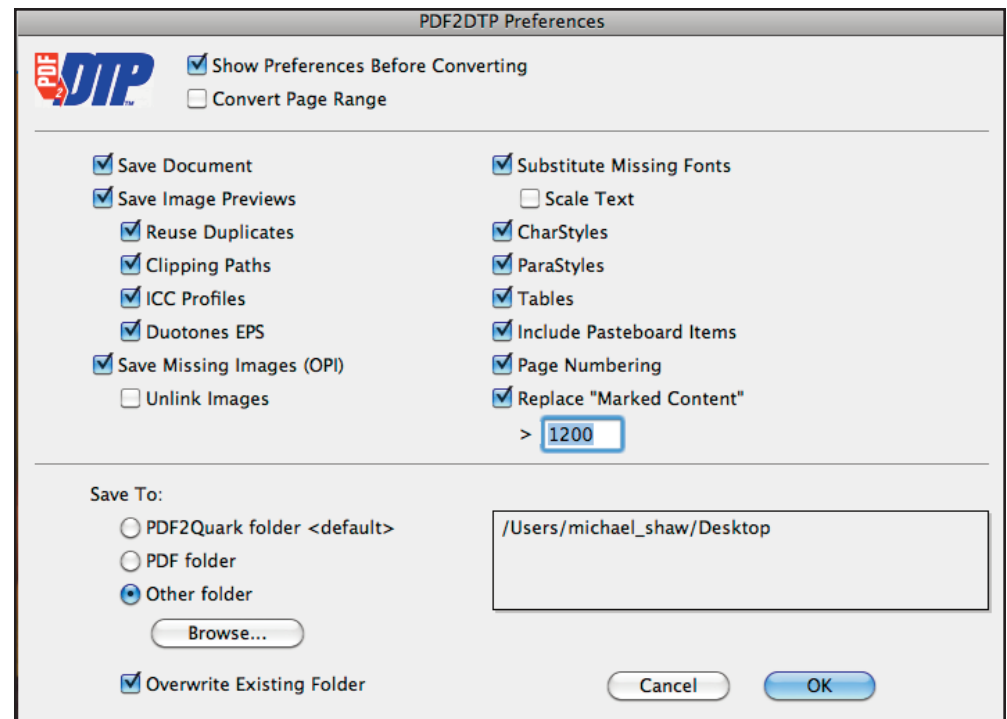 PDF2DTP Preferences
PDF
2
DTP™
Show Preferences Before Converting
Convert Page Range
Save Document
Save Image Previews
Reuse Duplicates
Clipping Paths
ICC Profiles
Duotones EPS
Save Missing Images (OPI)
Unlink Images
Substitute Missing Fonts
Scale Text
CharStyles
ParaStyles
Tables
Include Pasteboard Items
Page Numbering
Replace "Marked Content"
> 1200
Save To:
PDF2Quark folder <default>
PDF folder
Other folder
Browse...
/Users/michael_shaw/Desktop
Overwrite Existing Folder
Cancel
OK